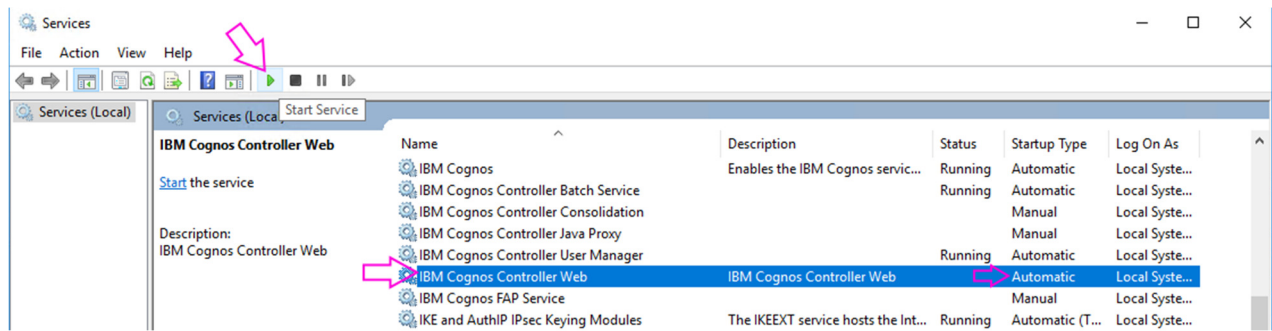 Services
File Action View Help
Start Service
Services (Local)
Services (Loca
IBM Cognos Controller Web
Start the service
Description:
IBM Cognos Controller Web
Name Description Status Startup Type Log On As
IBM Cognos Enables the IBM Cognos servic... Running Automatic Local Syste...
IBM Cognos Controller Batch Service Running Automatic Local Syste...
IBM Cognos Controller Consolidation Manual Local Syste...
IBM Cognos Controller Java Proxy Manual Local Syste...
IBM Cognos Controller User Manager Running Automatic Local Syste...
IBM Cognos Controller Web IBM Cognos Controller Web Automatic Local Syste...
IBM Cognos FAP Service Manual Local Syste...
IKE and AuthIP IPsec Keying Modules The IKEEXT service hosts the Int... Running Automatic (T... Local Syste...